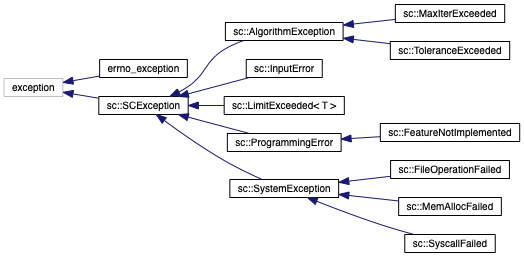 exception
errno_exception
sc::SCException
sc::AlgorithmException
sc::MaxIterExceeded
sc::ToleranceExceeded
sc::InputError
sc::LimitExceeded< T >
sc::ProgrammingError
sc::FeatureNotImplemented
sc::SystemException
sc::FileOperationFailed
sc::MemAllocFailed
sc::SyscallFailed